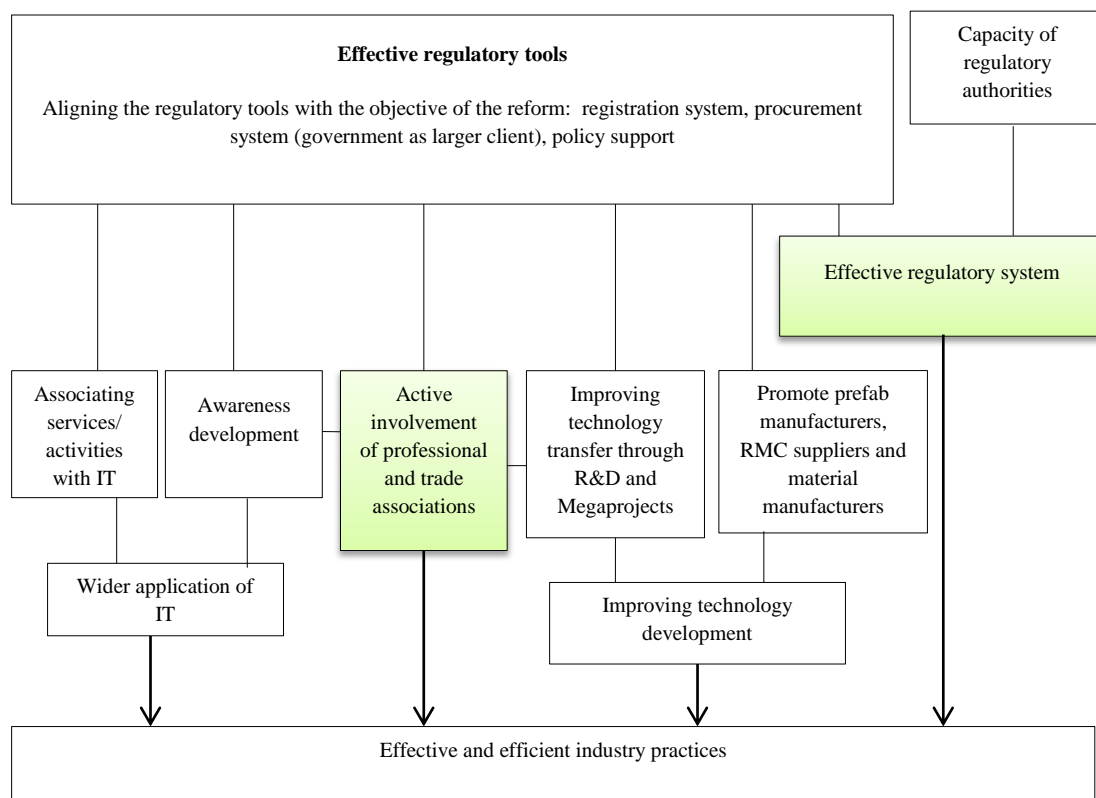 Effective regulatory tools
Aligning the regulatory tools with the objective of the reform: registration system, procurement
system (government as larger client), policy support
Capacity of
regulatory
authorities
Effective regulatory system
Associating
services/
activities
with IT
Awareness
development
Active
involvement
of professional
and trade
associations
Improving
technology
transfer through
R&D and
Megaprojects
Promote prefab
manufacturers,
RMC suppliers and
material
manufacturers
Wider application of
IT
Improving technology
development
Effective and efficient industry practices